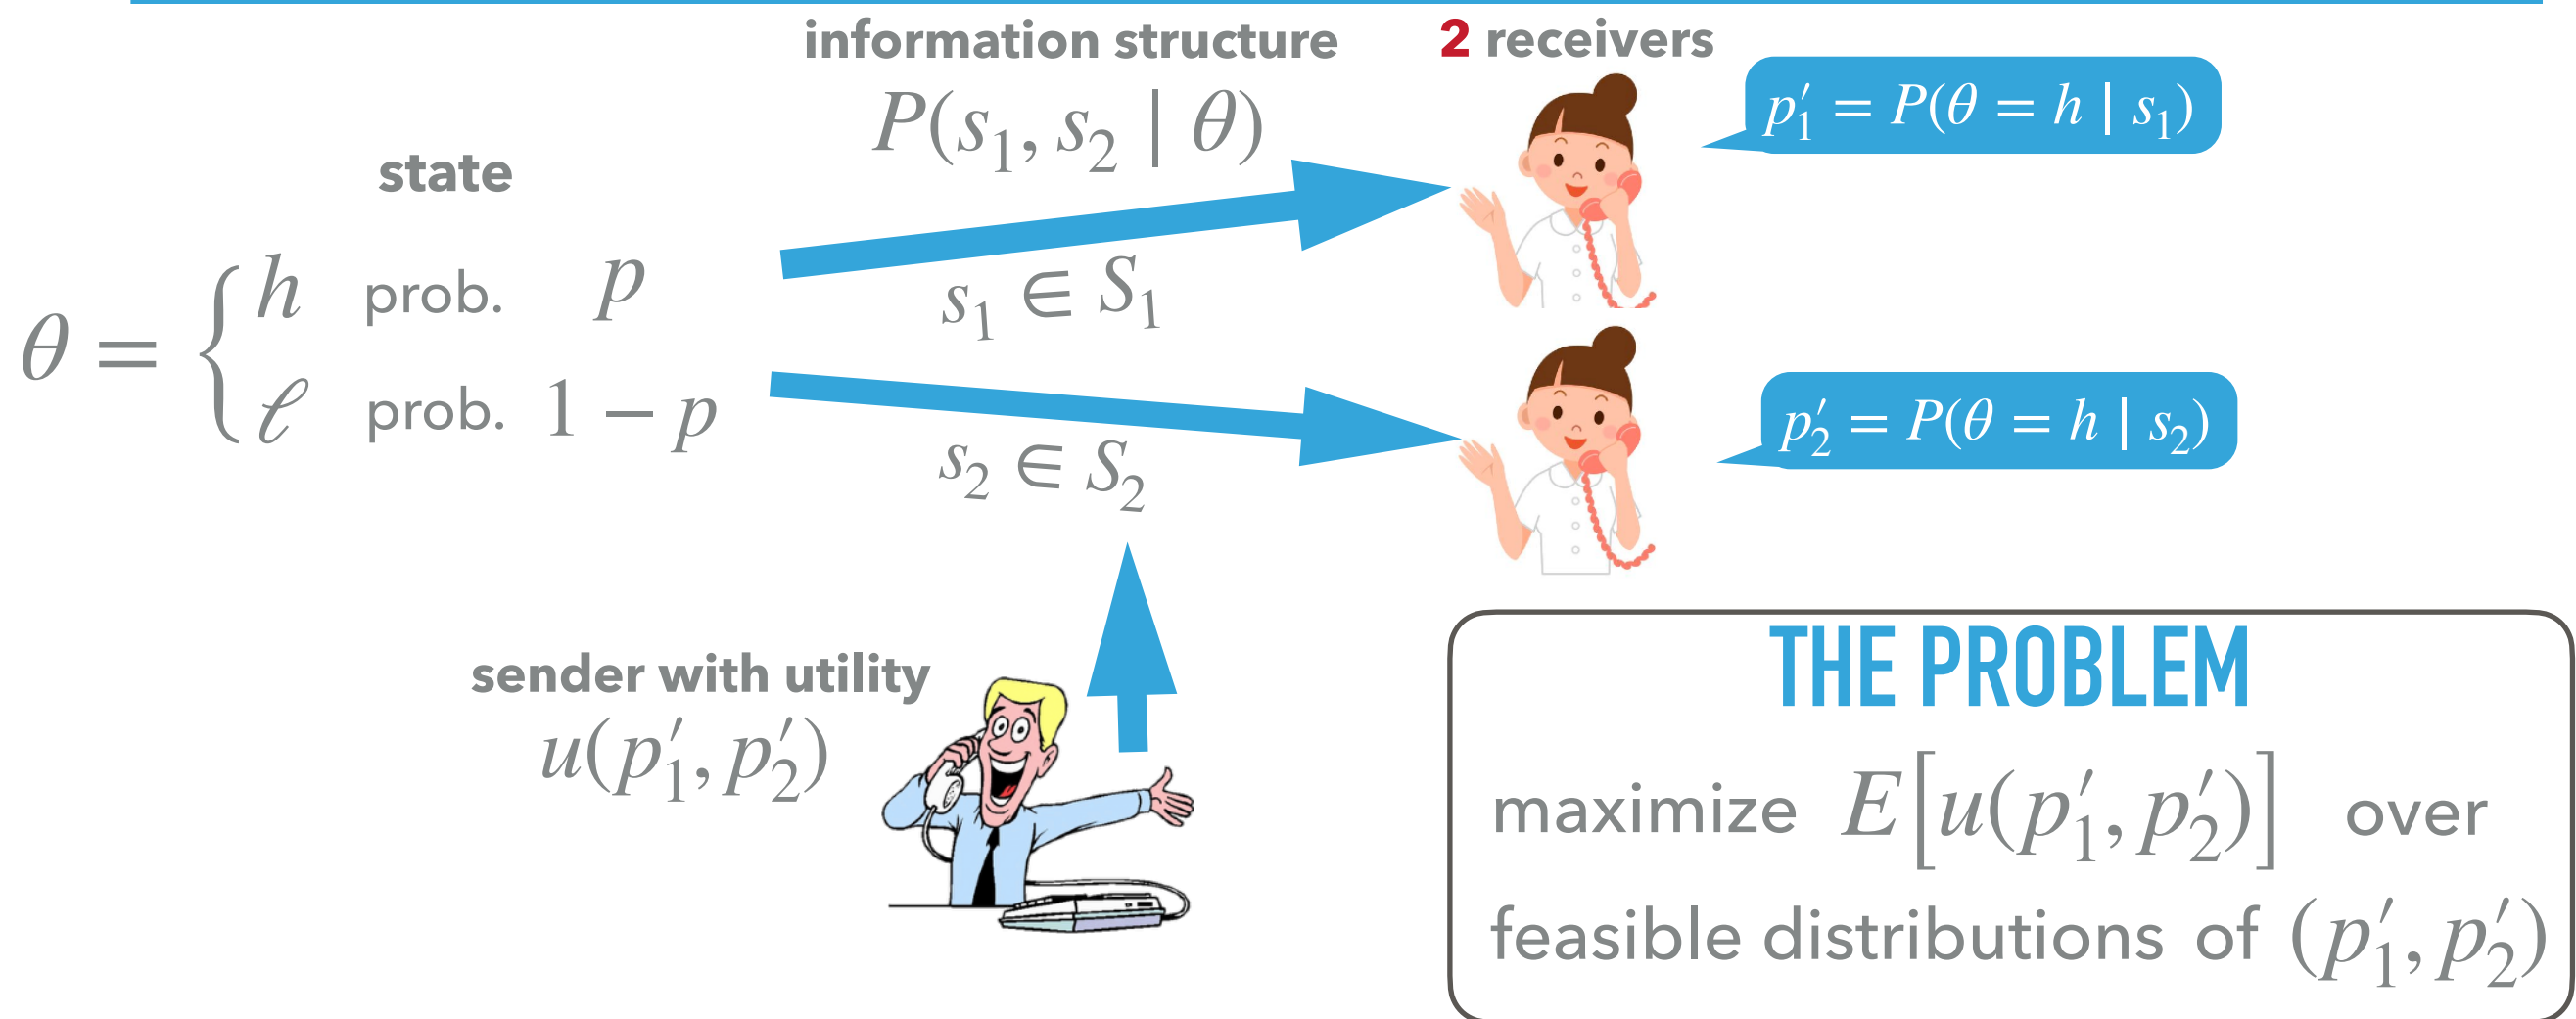 information structure
P(s₁, s₂ | θ)
2 receivers
p′₁ = P(θ = h | s₁)
state
θ = { h prob. p
ℓ prob. 1 − p
s₁ ∈ S₁
s₂ ∈ S₂
p′₂ = P(θ = h | s₂)
sender with utility
u(p′₁, p′₂)
THE PROBLEM
maximize E[u(p′₁, p′₂)] over
feasible distributions of (p′₁, p′₂)